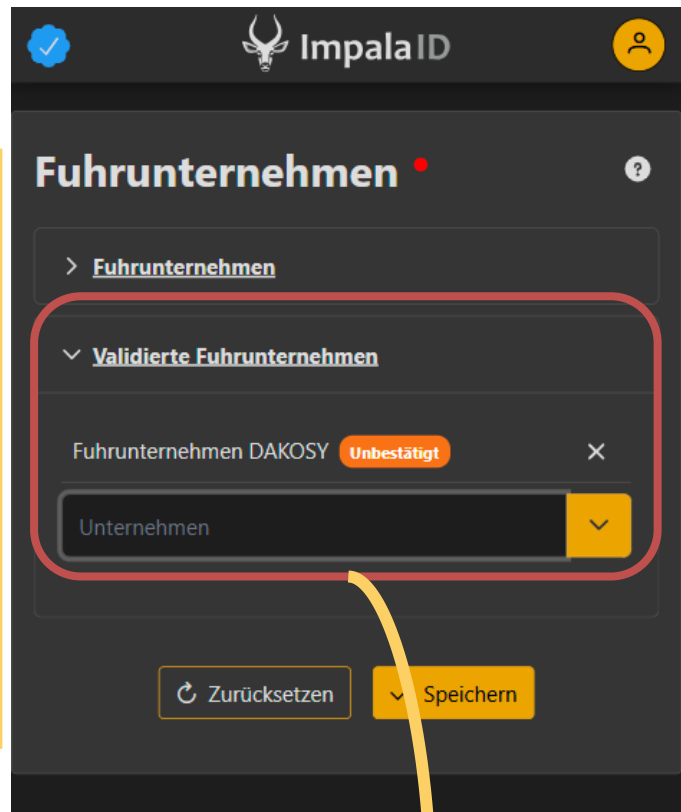 ImpalaID
Fuhrunternehmen
Fuhrunternehmen
Validierte Fuhrunternehmen
Fuhrunternehmen DAKOSY Unbestätigt
Unternehmen
Zurücksetzen Speichern